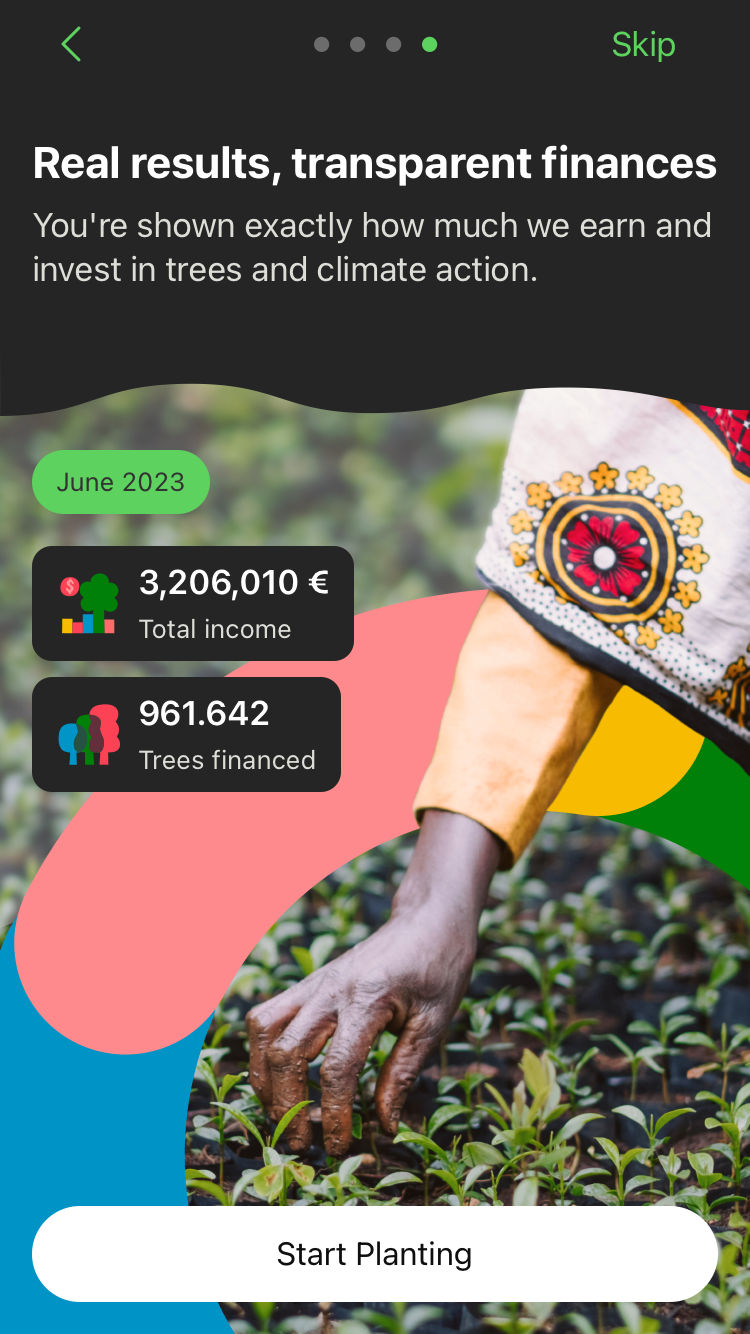 Skip
Real results, transparent finances
You're shown exactly how much we earn and
invest in trees and climate action.
June 2023
$
3,206,010 €
Total income
961.642
Trees financed
Start Planting